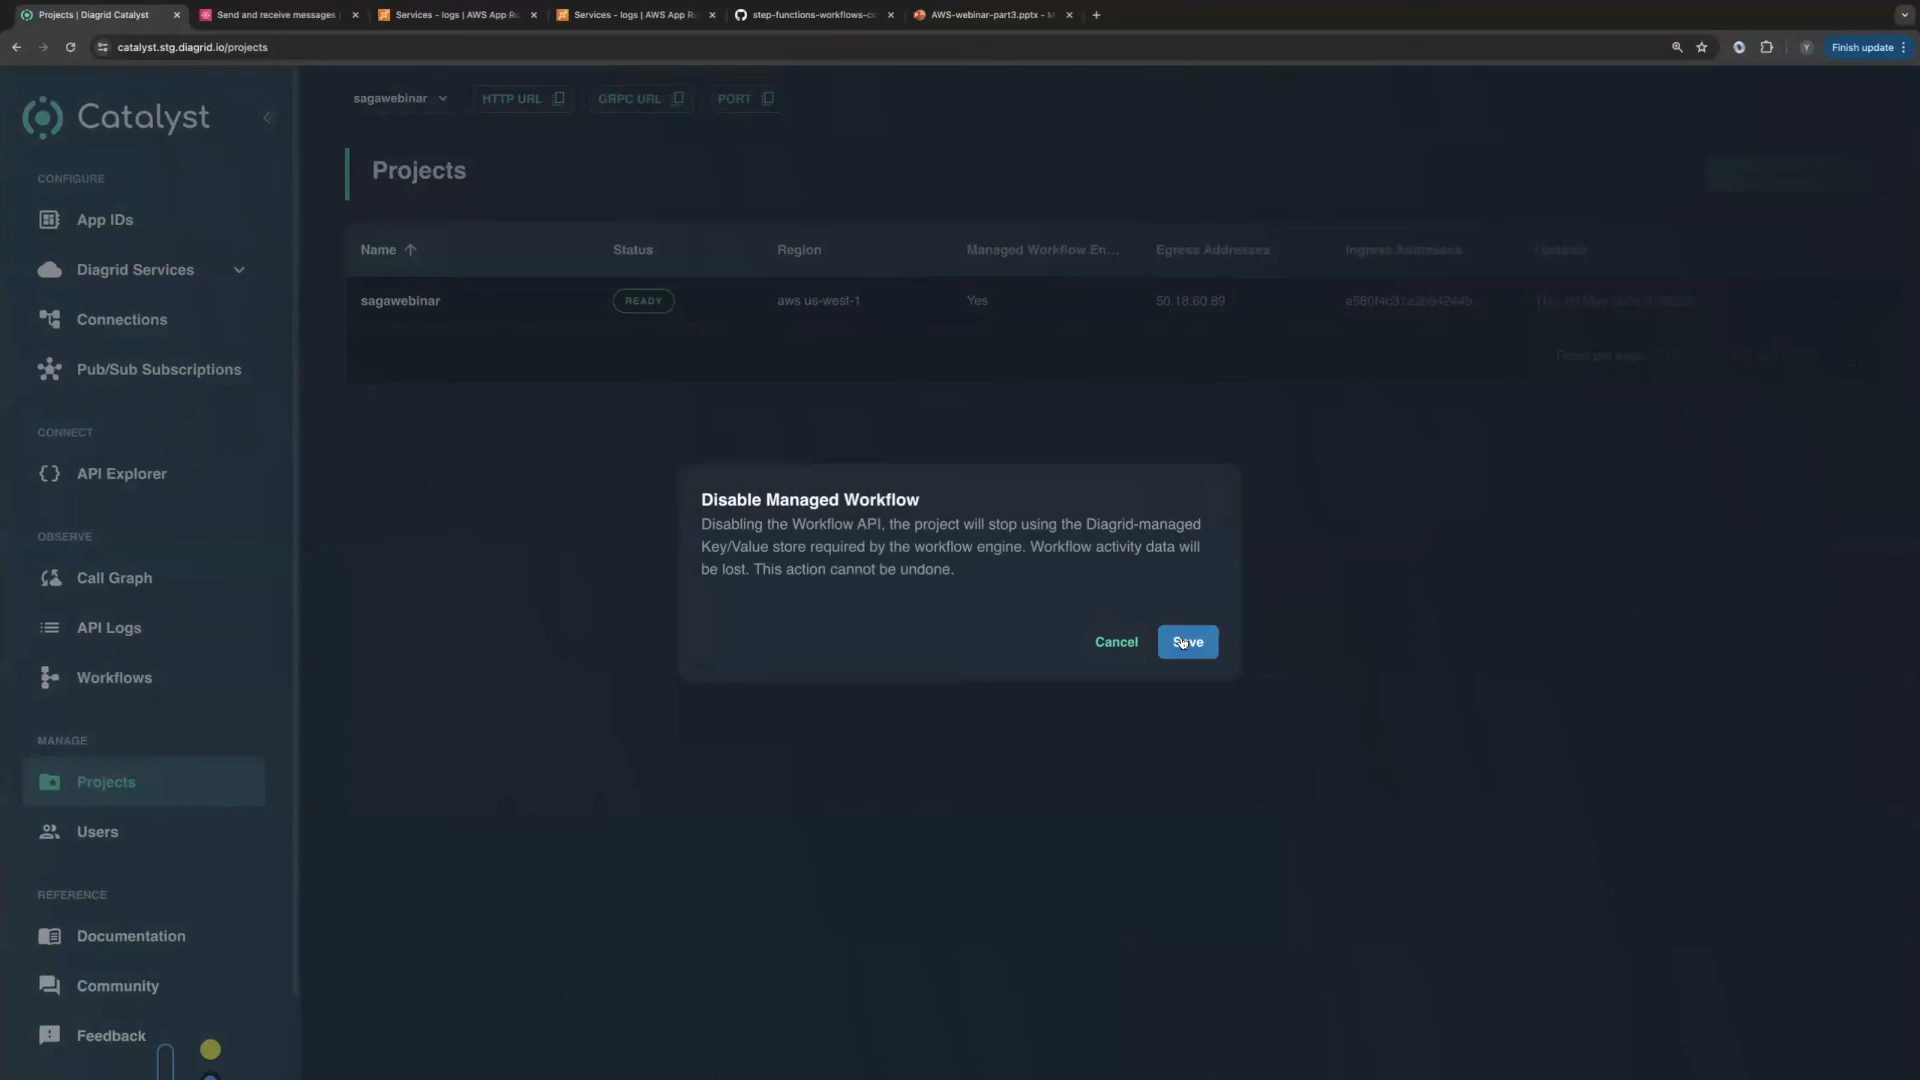 Projects | Diagrid Catalyst
Send and receive messages
Services - logs | AWS App Ru
Services - logs | AWS App Ru
step-functions-workflows-co
AWS-webinar-part3.pptx - M
catalyst.stg.diagrid.io/projects
Y
Finish update
Catalyst
sagawebinar
HTTP URL
GRPC URL
PORT
CONFIGURE
App IDs
Diagrid Services
Connections
Pub/Sub Subscriptions
CONNECT
API Explorer
OBSERVE
Call Graph
API Logs
Workflows
MANAGE
Projects
Users
REFERENCE
Documentation
Community
Feedback
Projects
Name Status Region Managed Workflow En... Egress Addresses Ingress Addresses Updated
sagawebinar READY aws us-west-1 Yes 50.18.60.89
Disable Managed Workflow
Disabling the Workflow API, the project will stop using the Diagrid-managed
Key/Value store required by the workflow engine. Workflow activity data will
be lost. This action cannot be undone.
Cancel
Save